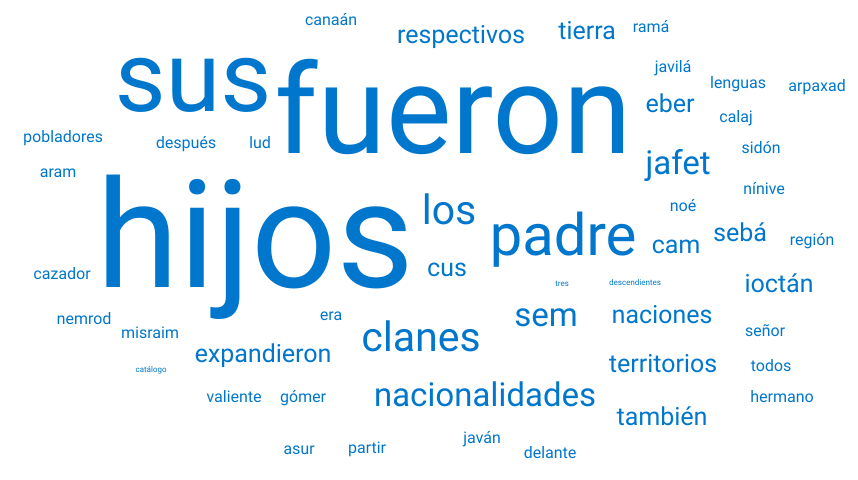 canaán
respectivos
tierra
ramá
sus
fueron
javilá
lenguas
arpaxad
eber
calaj
pobladores
después
lud
sidón
jafet
aram
nínive
hijos
los
noé
padre
cam
sebá
región
cus
cazador
tres
descendientes
ioctán
nemrod
era
sem
naciones
misraim
señor
clanes
expandieron
territorios
todos
catálogo
valiente
gómer
nacionalidades
hermano
también
javán
asur
partir
delante